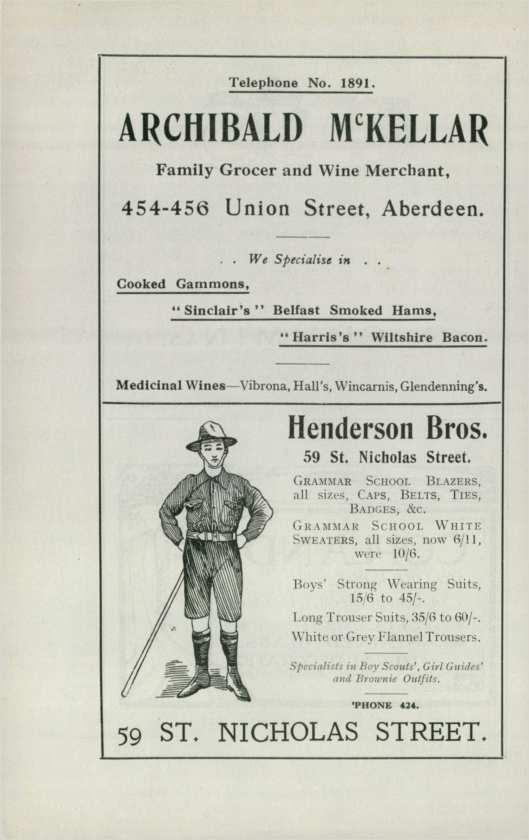 Telephone No. 1891.
ARCHIBALD McKELLAR
Family Grocer and Wine Merchant,
454-456 Union Street, Aberdeen.
. . We Specialise in . .
Cooked Gammons,
"Sinclair's" Belfast Smoked Hams,
"Harris's" Wiltshire Bacon.
Medicinal Wines—Vibrona, Hall's, Wincarnis, Glendenning's.
Henderson Bros.
59 St. Nicholas Street.
GRAMMAR SCHOOL BLAZERS,
all sizes, CAPS, BELTS, TIES,
BADGES, &c.
GRAMMAR SCHOOL WHITE
SWEATERS, all sizes, now 6/11,
were 10/6.
Boys' Strong Wearing Suits,
15/6 to 45/-.
Long Trouser Suits, 35/6 to 60/-.
White or Grey Flannel Trousers.
Specialists in Boy Scouts', Girl Guides'
and Brownie Outfits.
'PHONE 424.
59 ST. NICHOLAS STREET.